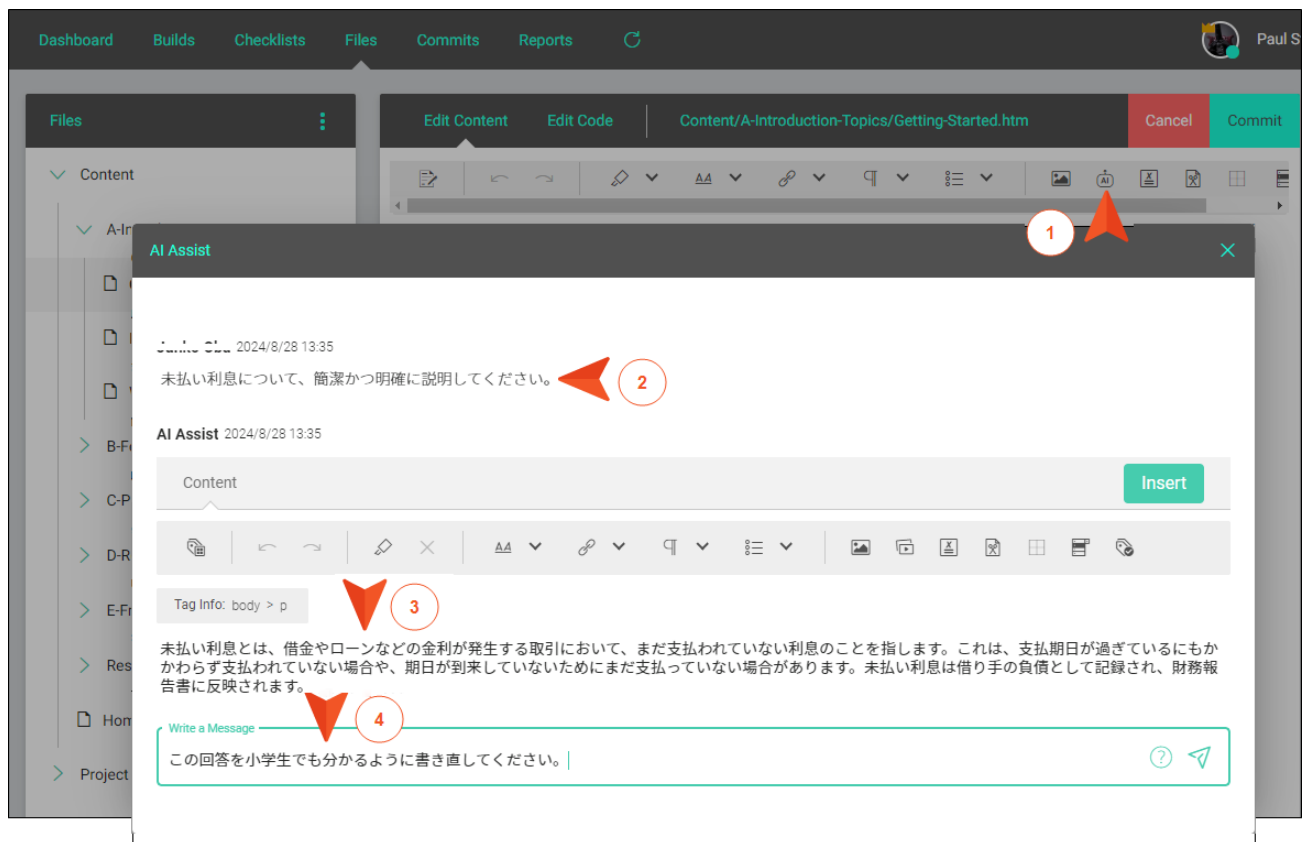 Dashboard Builds Checklists Files Commits Reports Paul S
Files
Edit Content Edit Code Content/A-Introduction-Topics/Getting-Started.htm Cancel Commit
Content
AI
A-In
1
AI Assist
2024/8/28 13:35
未払い利息について、簡潔かつ明確に説明してください。
2
AI Assist 2024/8/28 13:35
B-Fe
Content Insert
C-P
D-R
Tag Info: body > p
3
E-Fr
未払い利息とは、借金やローンなどの金利が発生する取引において、まだ支払われていない利息のことを指します。これは、支払期日が過ぎているにもか
かわらず支払われていない場合や、期日が到来していないためにまだ支払っていない場合があります。未払い利息は借り手の負債として記録され、財務報
告書に反映されます。
Res
4
Hom
Write a Message
この回答を小学生でも分かるように書き直してください。
Project